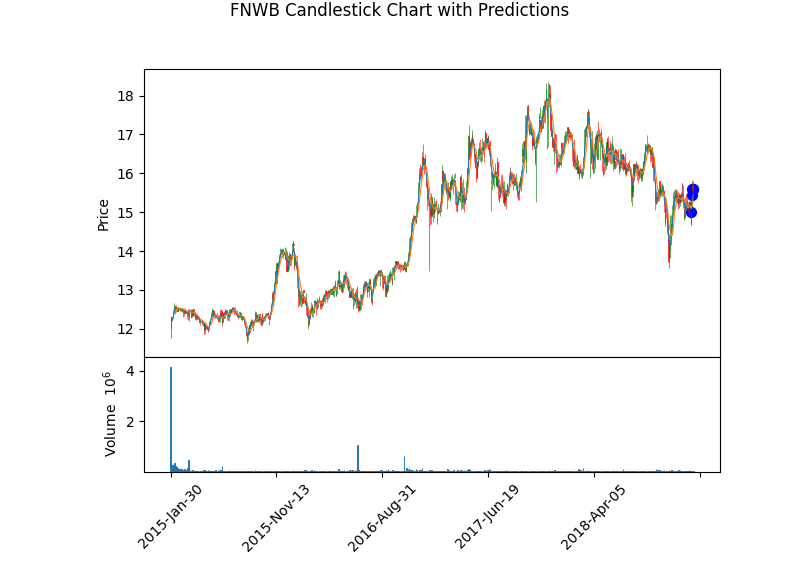 FNWB Candlestick Chart with Predictions
18
17
16
15
14
13
12
Price
4
2
Volume 10^6
2015-Jan-30
2015-Nov-13
2016-Aug-31
2017-Jun-19
2018-Apr-05